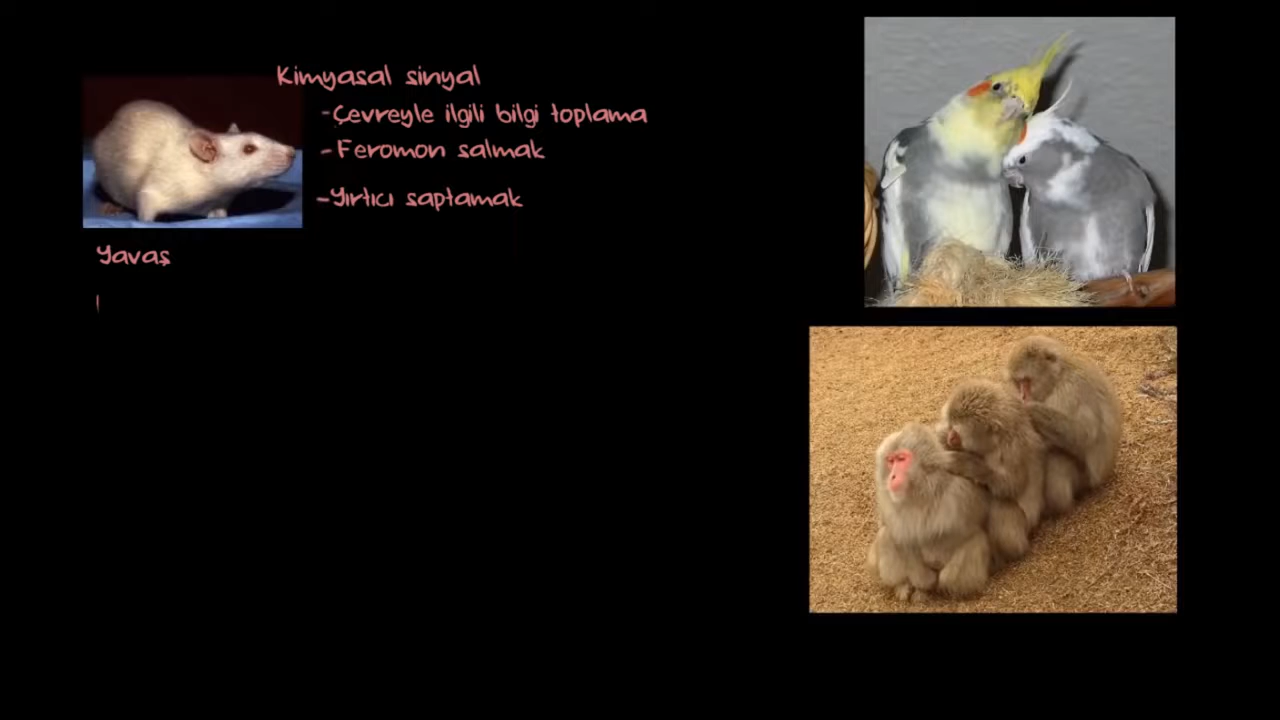 Kimyasal sinyal
-Çevreyle ilgili bilgi toplama
-Feromon salmak
-Yırtıcı saptamak
Yavaş